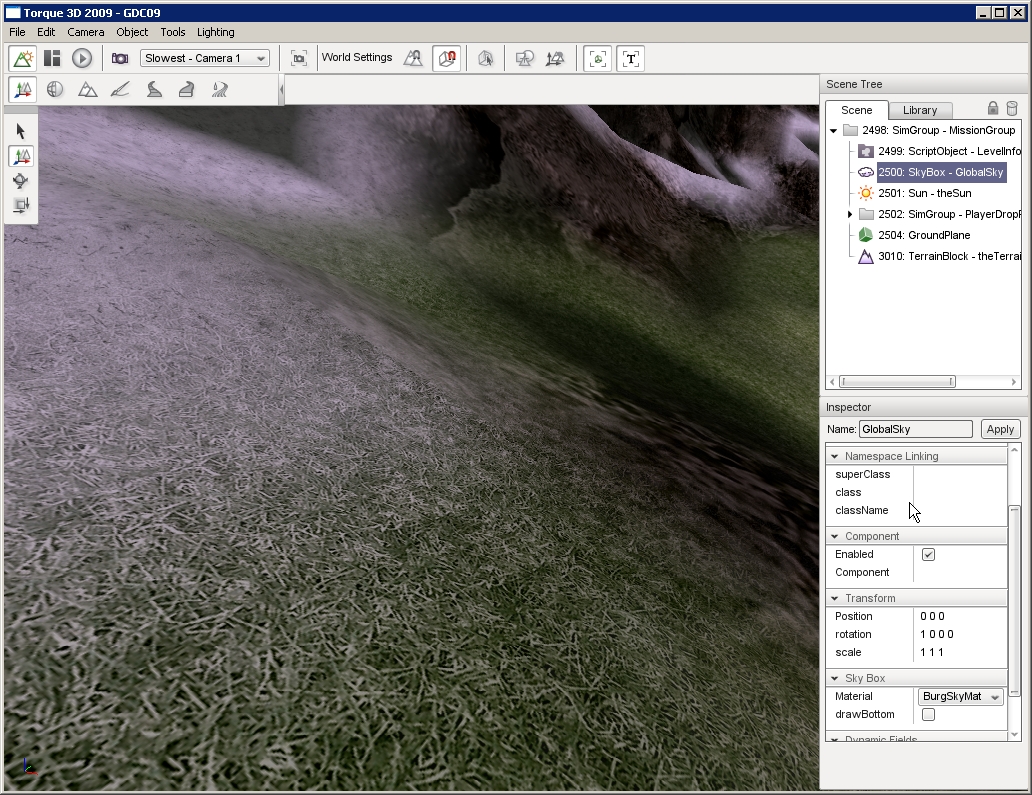 Torque 3D 2009 - GDC09
File Edit Camera Object Tools Lighting
Slowest - Camera 1 World Settings T
Scene Tree
Scene Library
2498: SimGroup - MissionGroup
2499: ScriptObject - LevelInfo
2500: SkyBox - GlobalSky
2501: Sun - theSun
2502: SimGroup - PlayerDropP
2504: GroundPlane
3010: TerrainBlock - theTerrai
Inspector
Name: GlobalSky Apply
Namespace Linking
superClass
class
className
Component
Enabled
Component
Transform
Position 0 0 0
rotation 1 0 0 0
scale 1 1 1
Sky Box
Material BurgSkyMat
drawBottom
Dynamic Fields